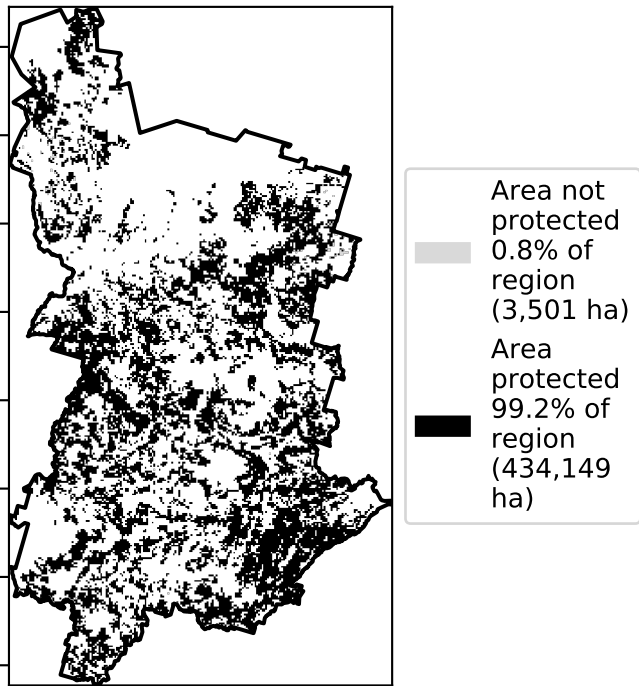 Area not
protected
0.8% of
region
(3,501 ha)
Area
protected
99.2% of
region
(434,149
ha)